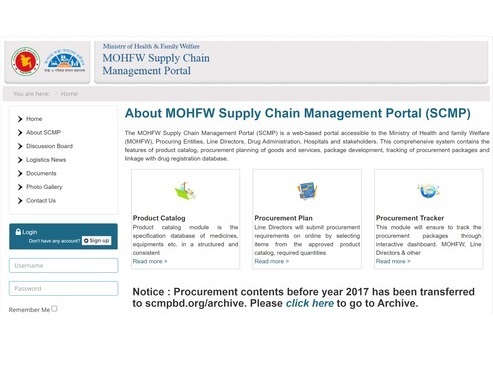 Ministry of Health & Family Welfare
MOHFW Supply Chain
Management Portal
You are here: / Home
Home
About SCMP
Discussion Board
Logistics News
Documents
Photo Gallery
Contact Us
Login
Don't have any account? Sign up
Username
Password
Remember Me
About MOHFW Supply Chain Management Portal (SCMP)
The MOHFW Supply Chain Management Portal (SCMP) is a web-based portal accessible to the Ministry of Health and family Welfare
(MOHFW), Procuring Entities, Line Directors, Drug Administration, Hospitals and stakeholders. This comprehensive system contains the
features of product catalog, procurement planning of goods and services, package development, tracking of procurement packages and
linkage with drug registration database.
Product Catalog
Product catalog module is the
specification database of medicines,
equipments etc. in a structured and
consistent
Read more >
Procurement Plan
Line Directors will submit procurement
requirements on online by selecting
items from the approved product
catalog, required quantities
Read more >
Procurement Tracker
This module will ensure to track the
procurement packages through
interactive dashboard. MOHFW, Line
Directors & other
Read more >
Notice : Procurement contents before year 2017 has been transferred
to scmpbd.org/archive. Please click here to go to Archive.